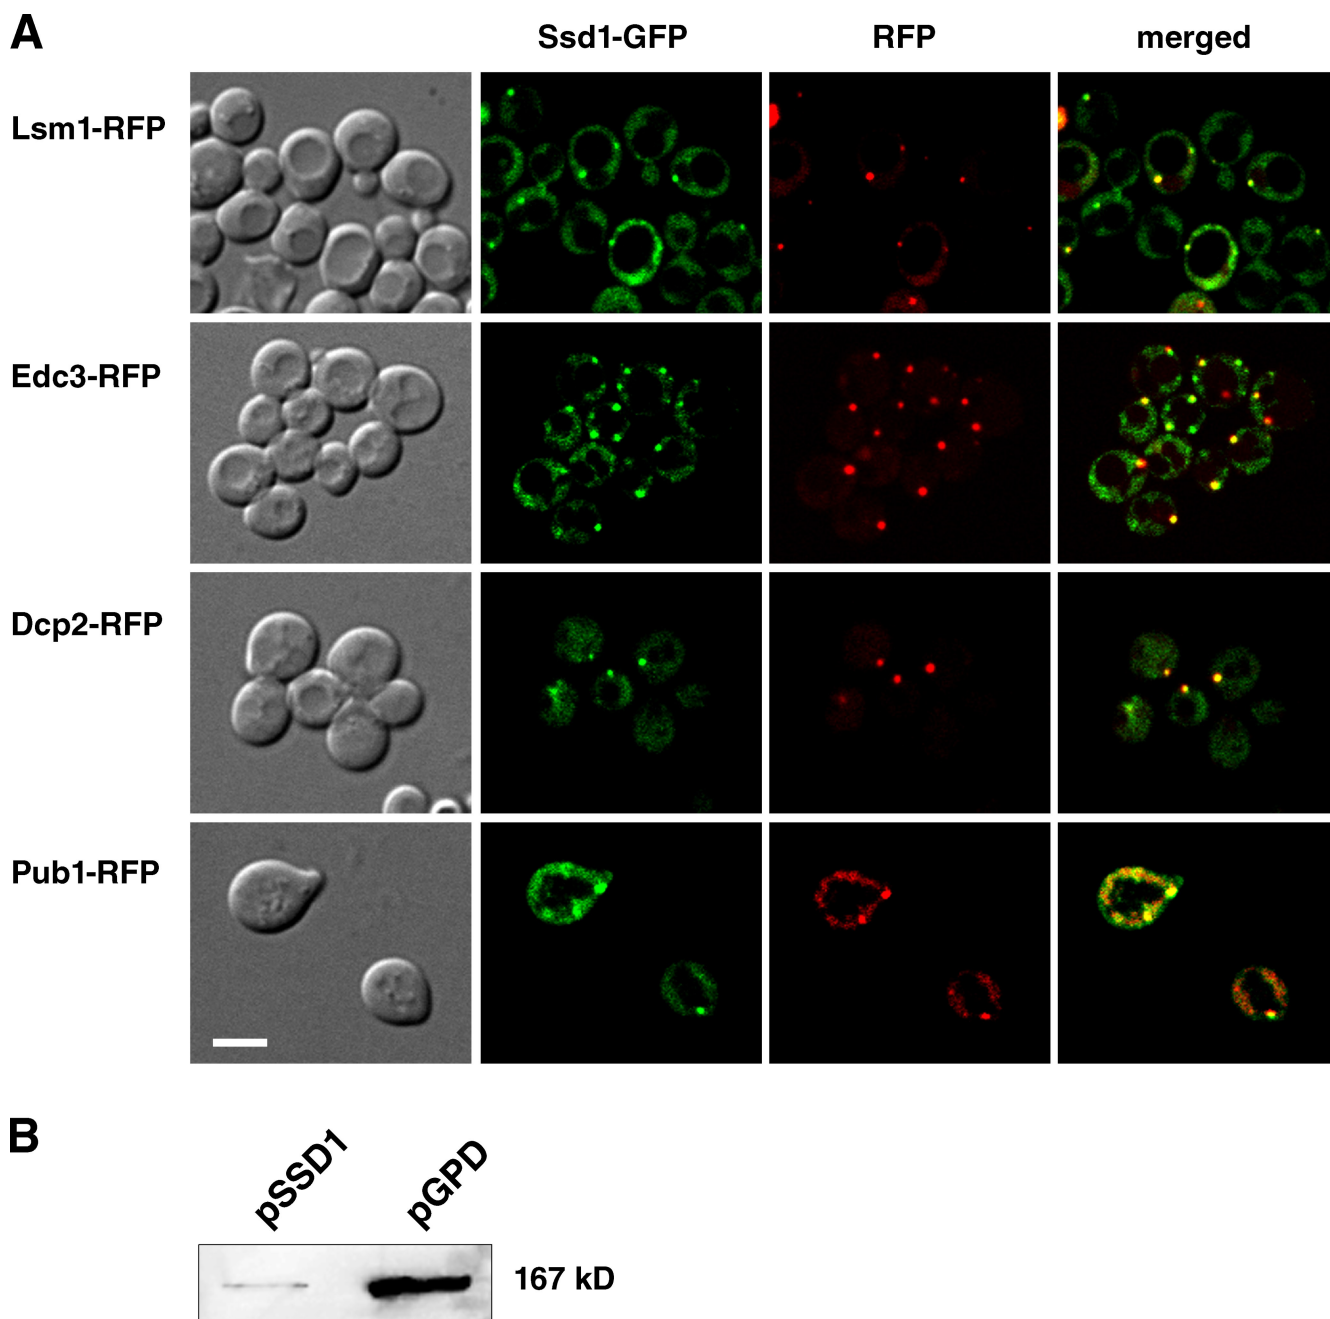 A
Ssd1-GFP RFP merged
Lsm1-RFP
Edc3-RFP
Dcp2-RFP
Pub1-RFP
B
pSSD1 pGPD
167 kD